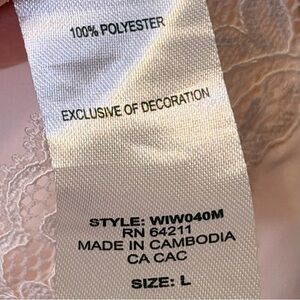 100% POLYESTER
EXCLUSIVE OF DECORATION
STYLE: WIW040M
RN 64211
MADE IN CAMBODIA
CA CAC
SIZE: L